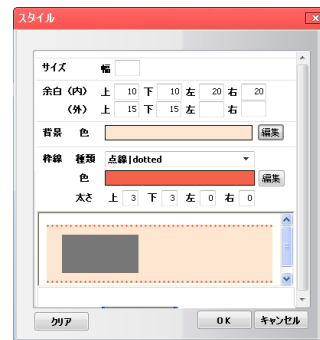 スタイル
サイズ 幅
余白 (内) 上 10 下 10 左 20 右 20
(外) 上 15 下 15 左 右
背景 色 編集
枠線 種類 点線|dotted
色 編集
太さ 上 3 下 3 左 0 右 0
クリア OK キャンセル